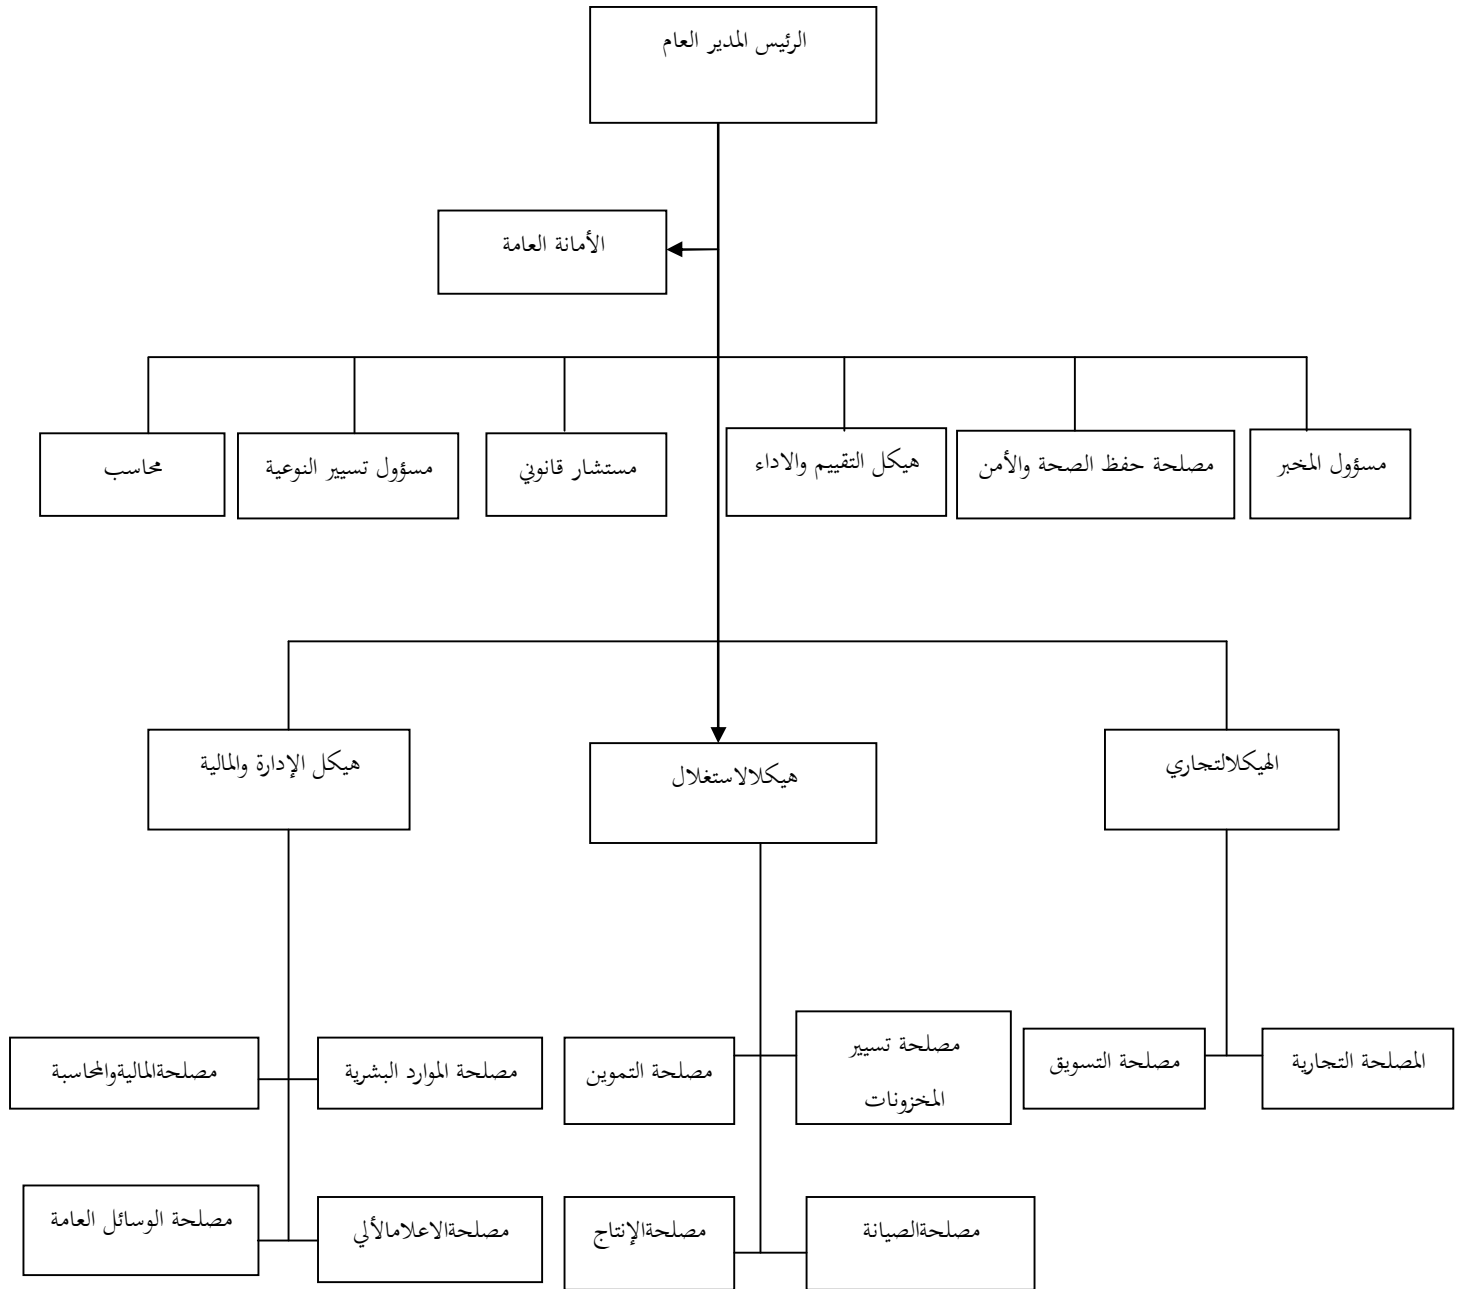 الرئيس المدير العام
الأمانة العامة
مسؤول المخبر
مصلحة حفظ الصحة والأمن
هيكل التقييم والاداء
مستشار قانوني
مسؤول تسيير النوعية
محاسب
الهيكلالتجاري
هيكلالاستغلال
هيكل الإدارة والمالية
المصلحة التجارية
مصلحة التسويق
مصلحة تسيير
المخزونات
مصلحة التموين
مصلحة الموارد البشرية
مصلحةالماليةوالمحاسبة
مصلحةالصيانة
مصلحةالإنتاج
مصلحةالاعلامالألي
مصلحة الوسائل العامة